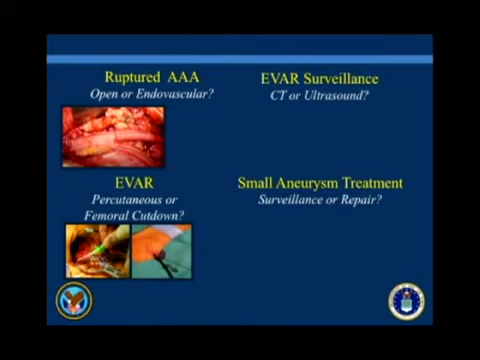 Ruptured AAA
Open or Endovascular?
EVAR Surveillance
CT or Ultrasound?
EVAR
Percutaneous or
Femoral Cutdown?
Small Aneurysm Treatment
Surveillance or Repair?